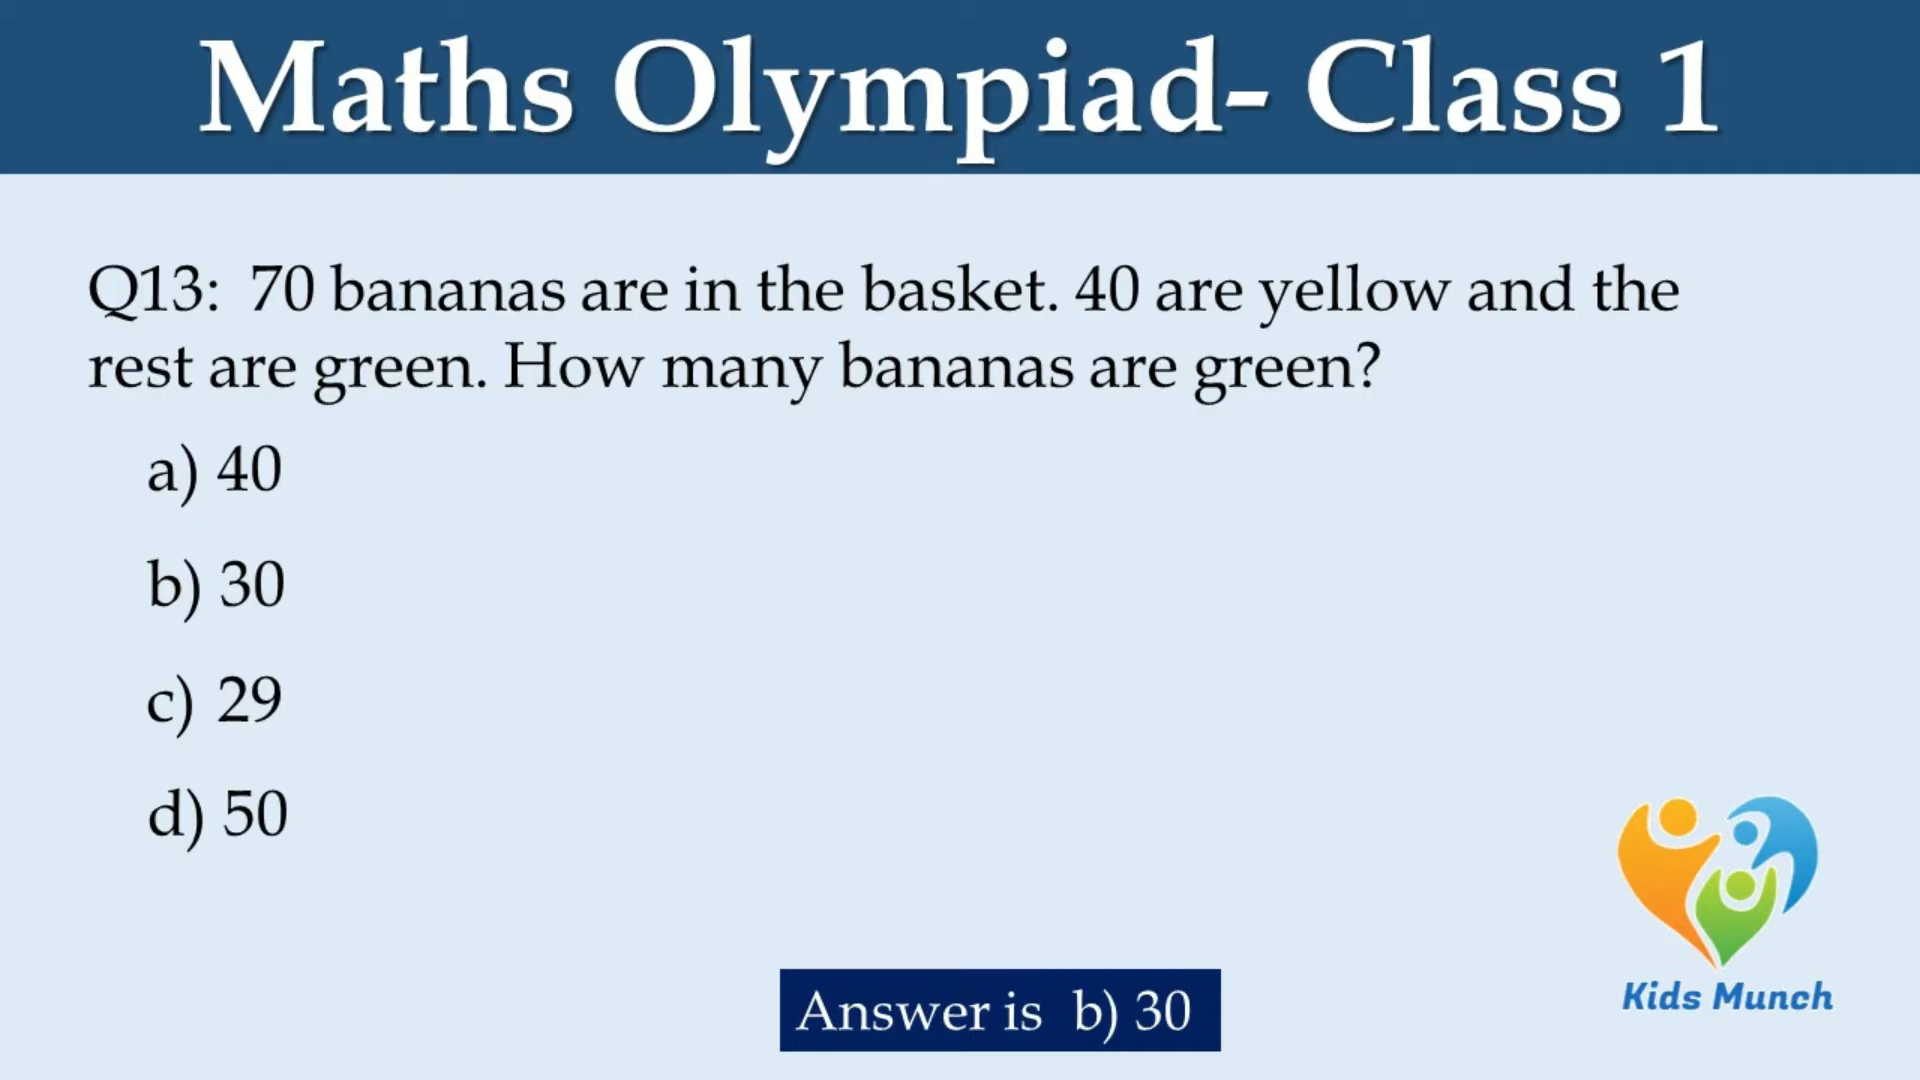 Maths Olympiad- Class 1
Q13: 70 bananas are in the basket. 40 are yellow and the
rest are green. How many bananas are green?
a) 40
b) 30
c) 29
d) 50
Kids Munch
Answer is b) 30